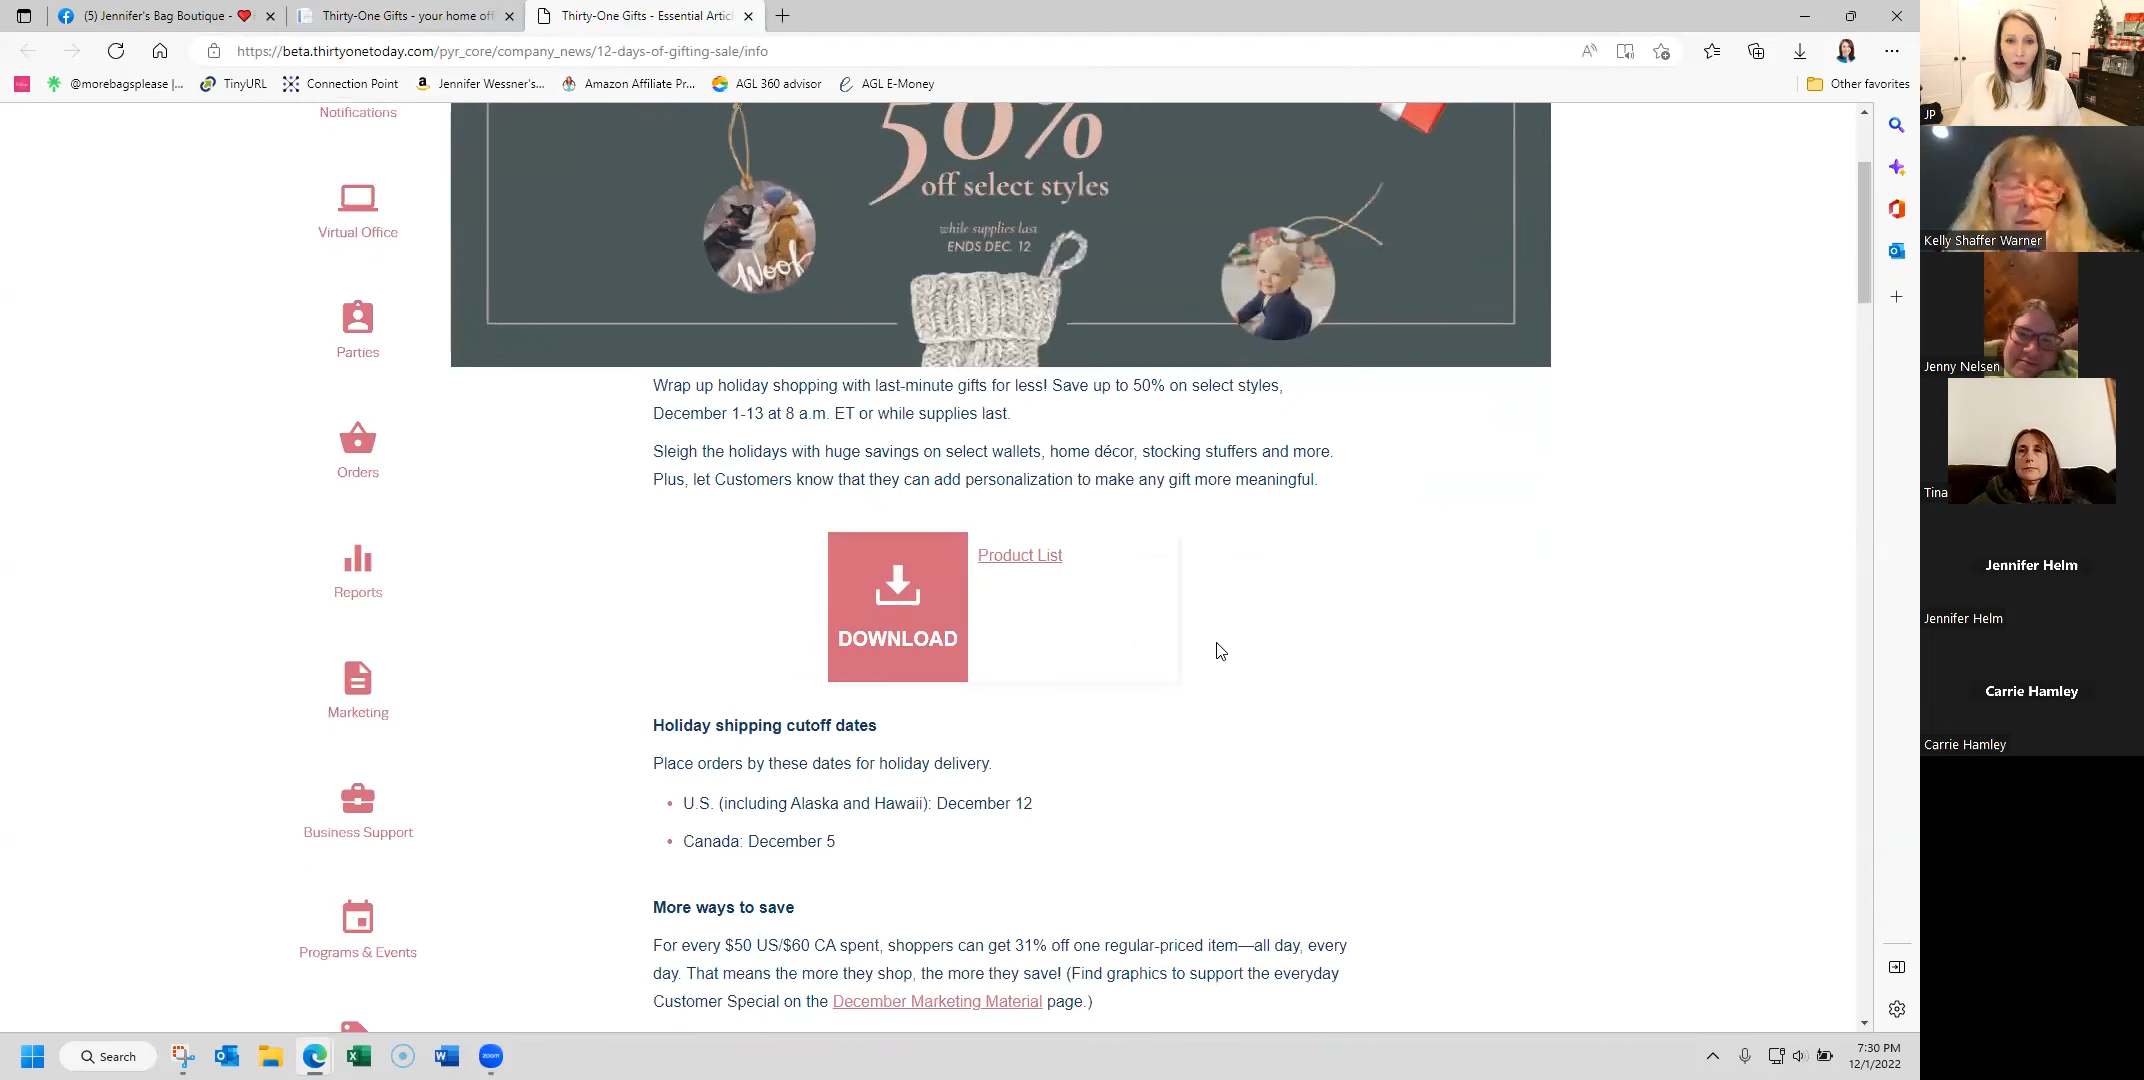 (5) Jennifer's Bag Boutique -
Thirty-One Gifts - your home offi
Thirty-One Gifts - Essential Articl
https://beta.thirtyonetoday.com/pyr_core/company_news/12-days-of-gifting-sale/info
@morebagsplease |...
TinyURL
Connection Point
Jennifer Wessner's...
Amazon Affiliate Pr...
AGL 360 advisor
AGL E-Money
Other favorites
Notifications
Virtual Office
Parties
Orders
Reports
Marketing
Business Support
Programs & Events
50%
off select styles
while supplies last
ENDS DEC. 12
Woof
Wrap up holiday shopping with last-minute gifts for less! Save up to 50% on select styles,
December 1-13 at 8 a.m. ET or while supplies last.
Sleigh the holidays with huge savings on select wallets, home décor, stocking stuffers and more.
Plus, let Customers know that they can add personalization to make any gift more meaningful.
DOWNLOAD
Product List
Holiday shipping cutoff dates
Place orders by these dates for holiday delivery.
• U.S. (including Alaska and Hawaii): December 12
• Canada: December 5
More ways to save
For every $50 US/$60 CA spent, shoppers can get 31% off one regular-priced item—all day, every
day. That means the more they shop, the more they save! (Find graphics to support the everyday
Customer Special on the December Marketing Material page.)
JP
Kelly Shaffer Warner
Jenny Nelsen
Tina
Jennifer Helm
Jennifer Helm
Carrie Hamley
Carrie Hamley
Search
zoom
7:30 PM
12/1/2022